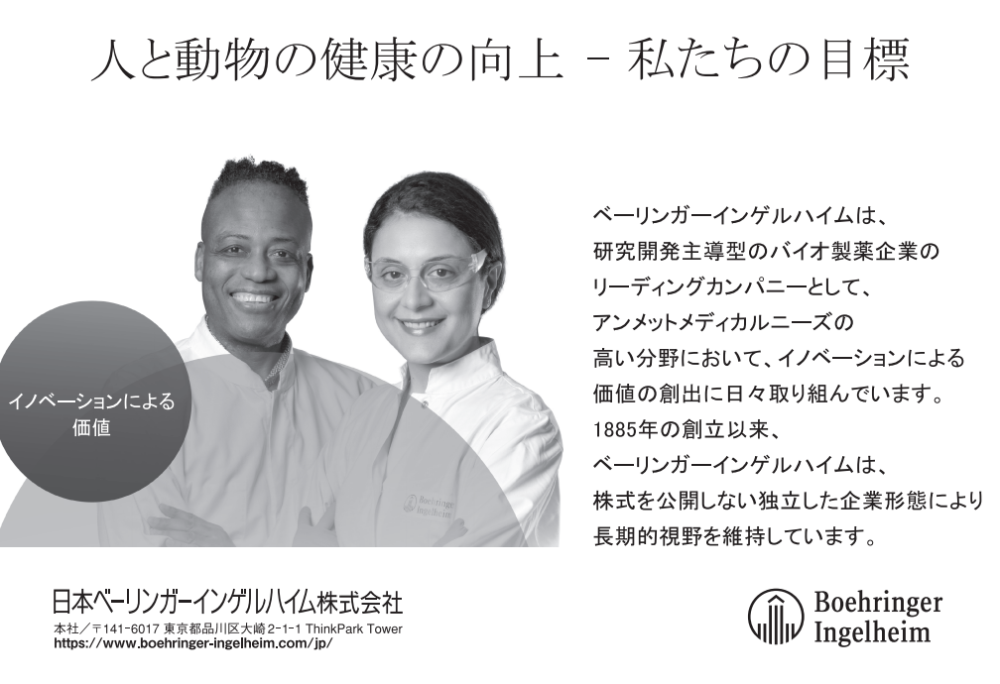 人と動物の健康の向上 − 私たちの目標
ベーリンガーインゲルハイムは、
研究開発主導型のバイオ製薬企業の
リーディングカンパニーとして、
アンメットメディカルニーズの
高い分野において、イノベーションによる
価値の創出に日々取り組んでいます。
1885年の創立以来、
ベーリンガーインゲルハイムは、
株式を公開しない独立した企業形態により
長期的視野を維持しています。
イノベーションによる
価値
Boehringer
Ingelheim
日本ベーリンガーインゲルハイム株式会社
本社／〒141-6017 東京都品川区大崎2-1-1 ThinkPark Tower
https://www.boehringer-ingelheim.com/jp/
Boehringer
Ingelheim